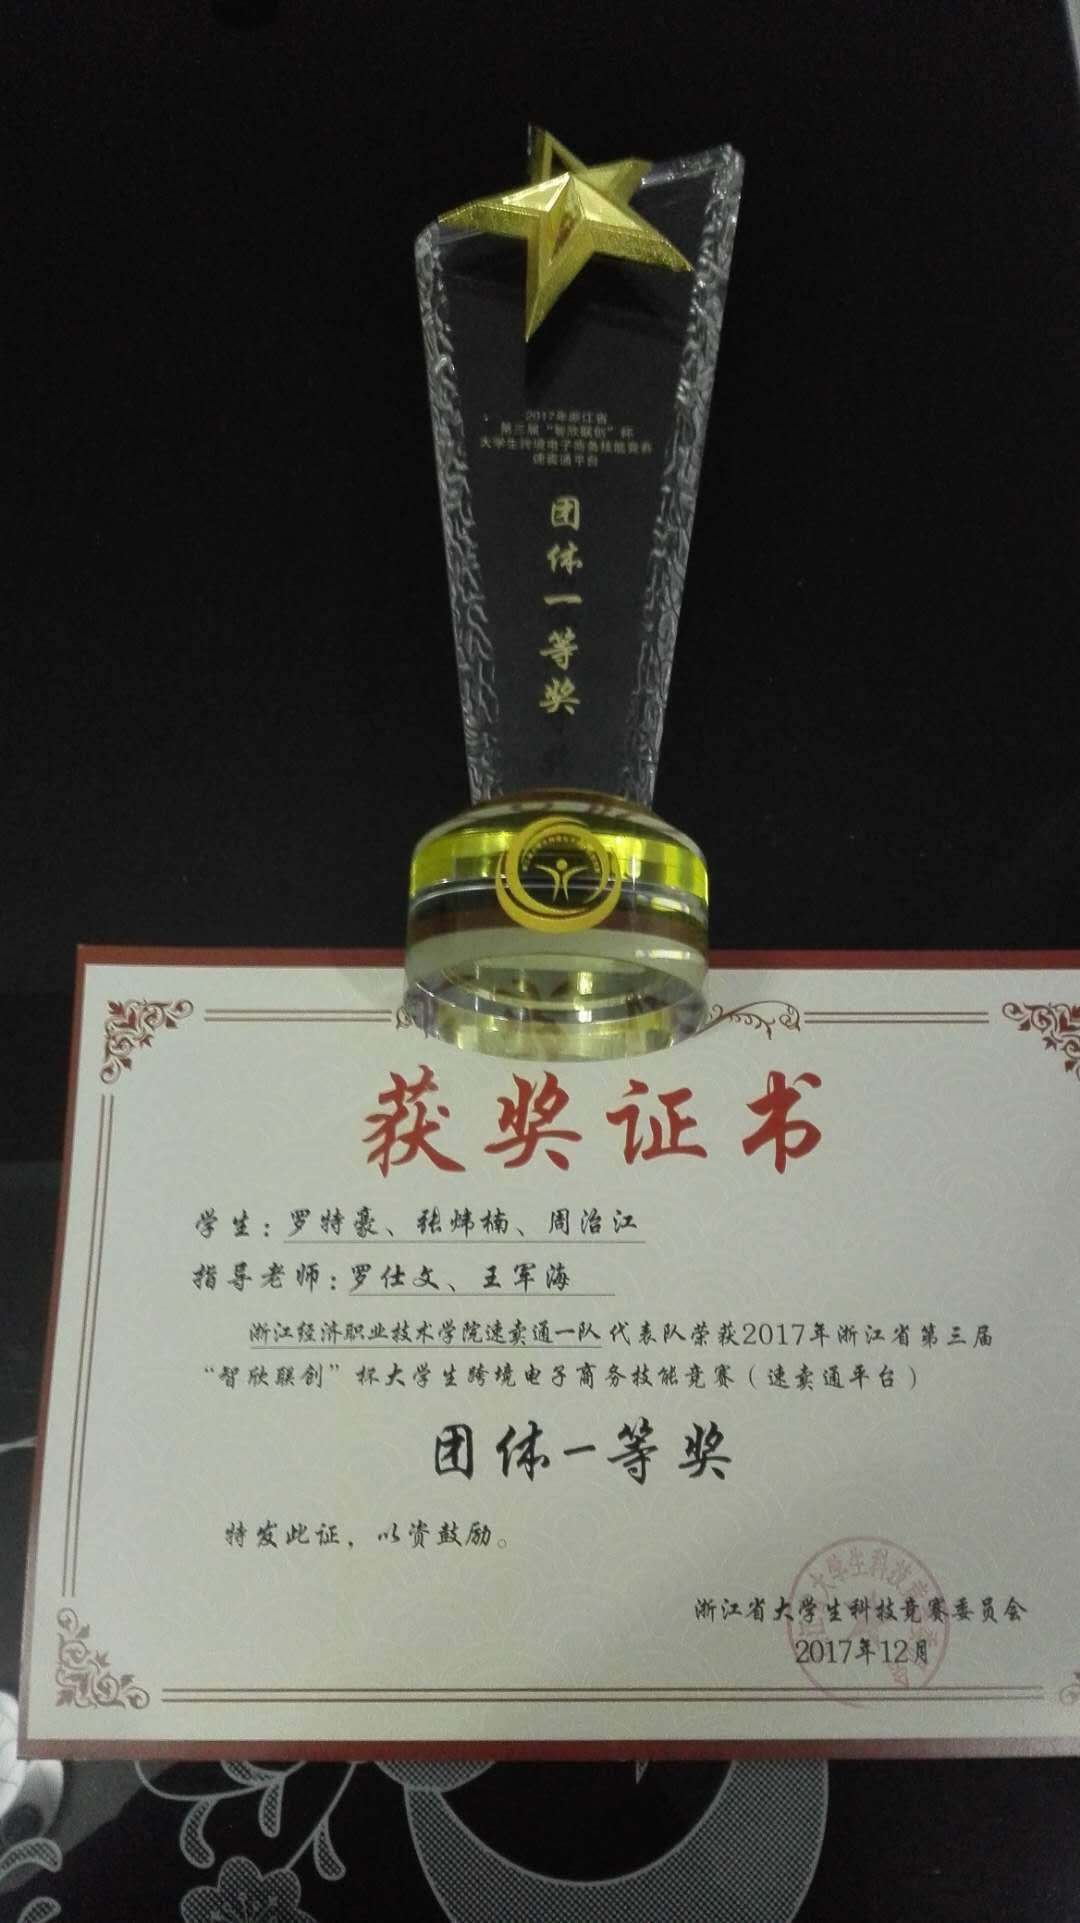 2017年浙江省
第三届“智欣联创”杯
大学生跨境电子商务技能竞赛
速卖通平台
团体一等奖
获奖证书
学生：罗特豪、张炜楠、周治江
指导老师：罗仕文、王军海
浙江经济职业技术学院速卖通一队代表队荣获2017年浙江省第三届
“智欣联创”杯大学生跨境电子商务技能竞赛（速卖通平台）
团体一等奖
特发此证，以资鼓励。
大学生科技竞
浙江省大学生科技竞赛委员会
2017年12月